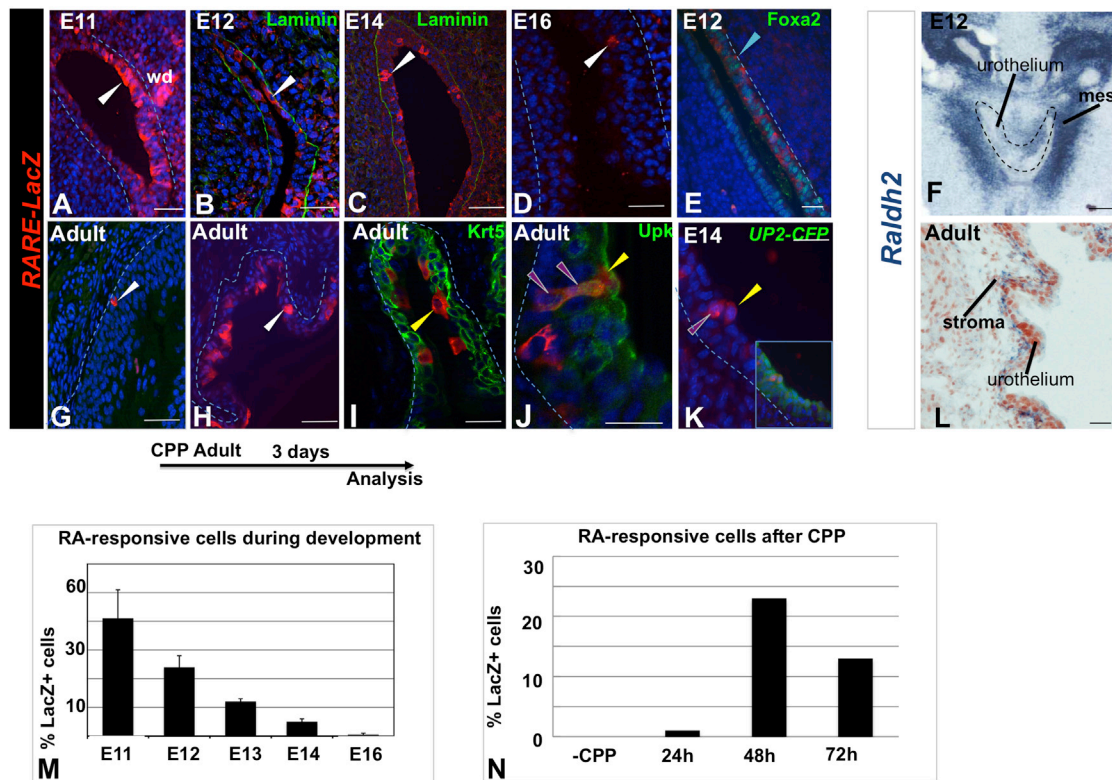 RARE-LacZ
E11
wd
A
E12
Laminin
B
E14
Laminin
C
E16
D
E12
Foxa2
E
Raldh2
E12
urothelium
mes
F
Adult
G
Adult
H
Adult
Krt5
I
Adult
Upk
J
E14
UP2-CFP
K
Adult
stroma
urothelium
L
CPP Adult 3 days
Analysis
RA-responsive cells during development
% LacZ+ cells
60
30
10
E11 E12 E13 E14 E16
M
RA-responsive cells after CPP
% LacZ+ cells
30
20
10
0
-CPP 24h 48h 72h
N